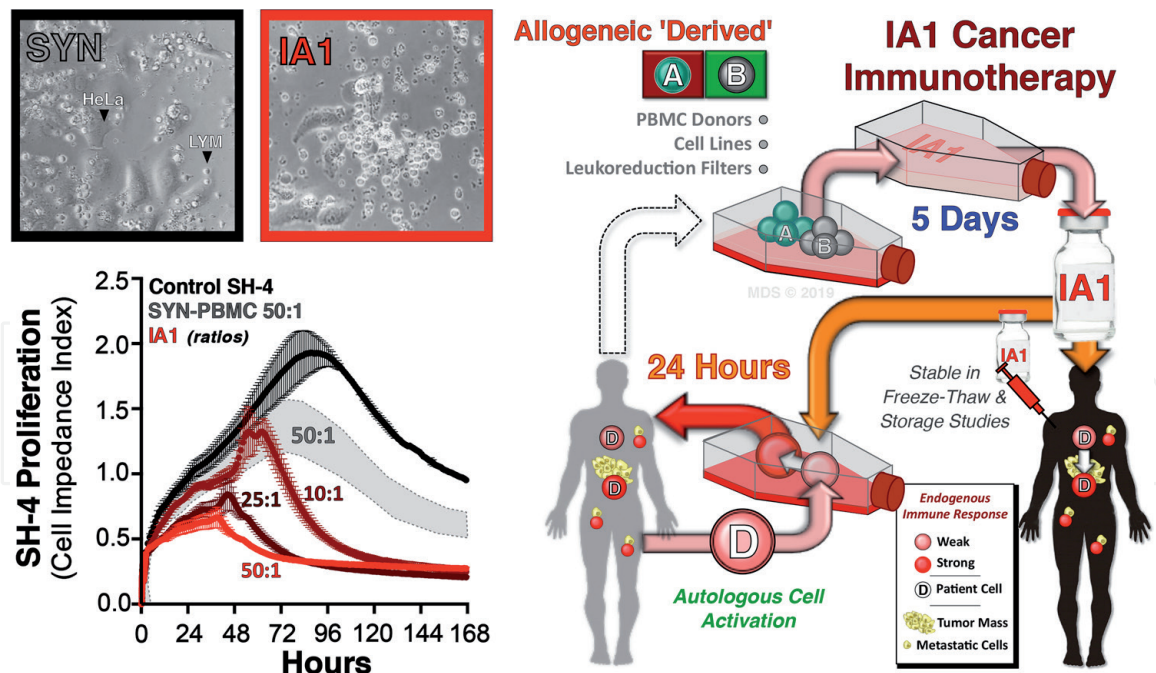 SYN
HeLa
LYM
IA1
Allogeneic 'Derived'
A
B
PBMC Donors
Cell Lines
Leukoreduction Filters
IA1 Cancer
Immunotherapy
IA1
5 Days
A
B
MDS © 2019
IA1
24 Hours
IA1
Stable in
Freeze-Thaw &
Storage Studies
D
D
D
D
D
Autologous Cell
Activation
Endogenous
Immune Response
Weak
Strong
D Patient Cell
Tumor Mass
Metastatic Cells
SH-4 Proliferation
(Cell Impedance Index)
2.5
2.0
1.5
1.0
0.5
0.0
Control SH-4
SYN-PBMC 50:1
IA1 (ratios)
50:1
25:1
10:1
50:1
0 24 48 72 96 120 144 168
Hours